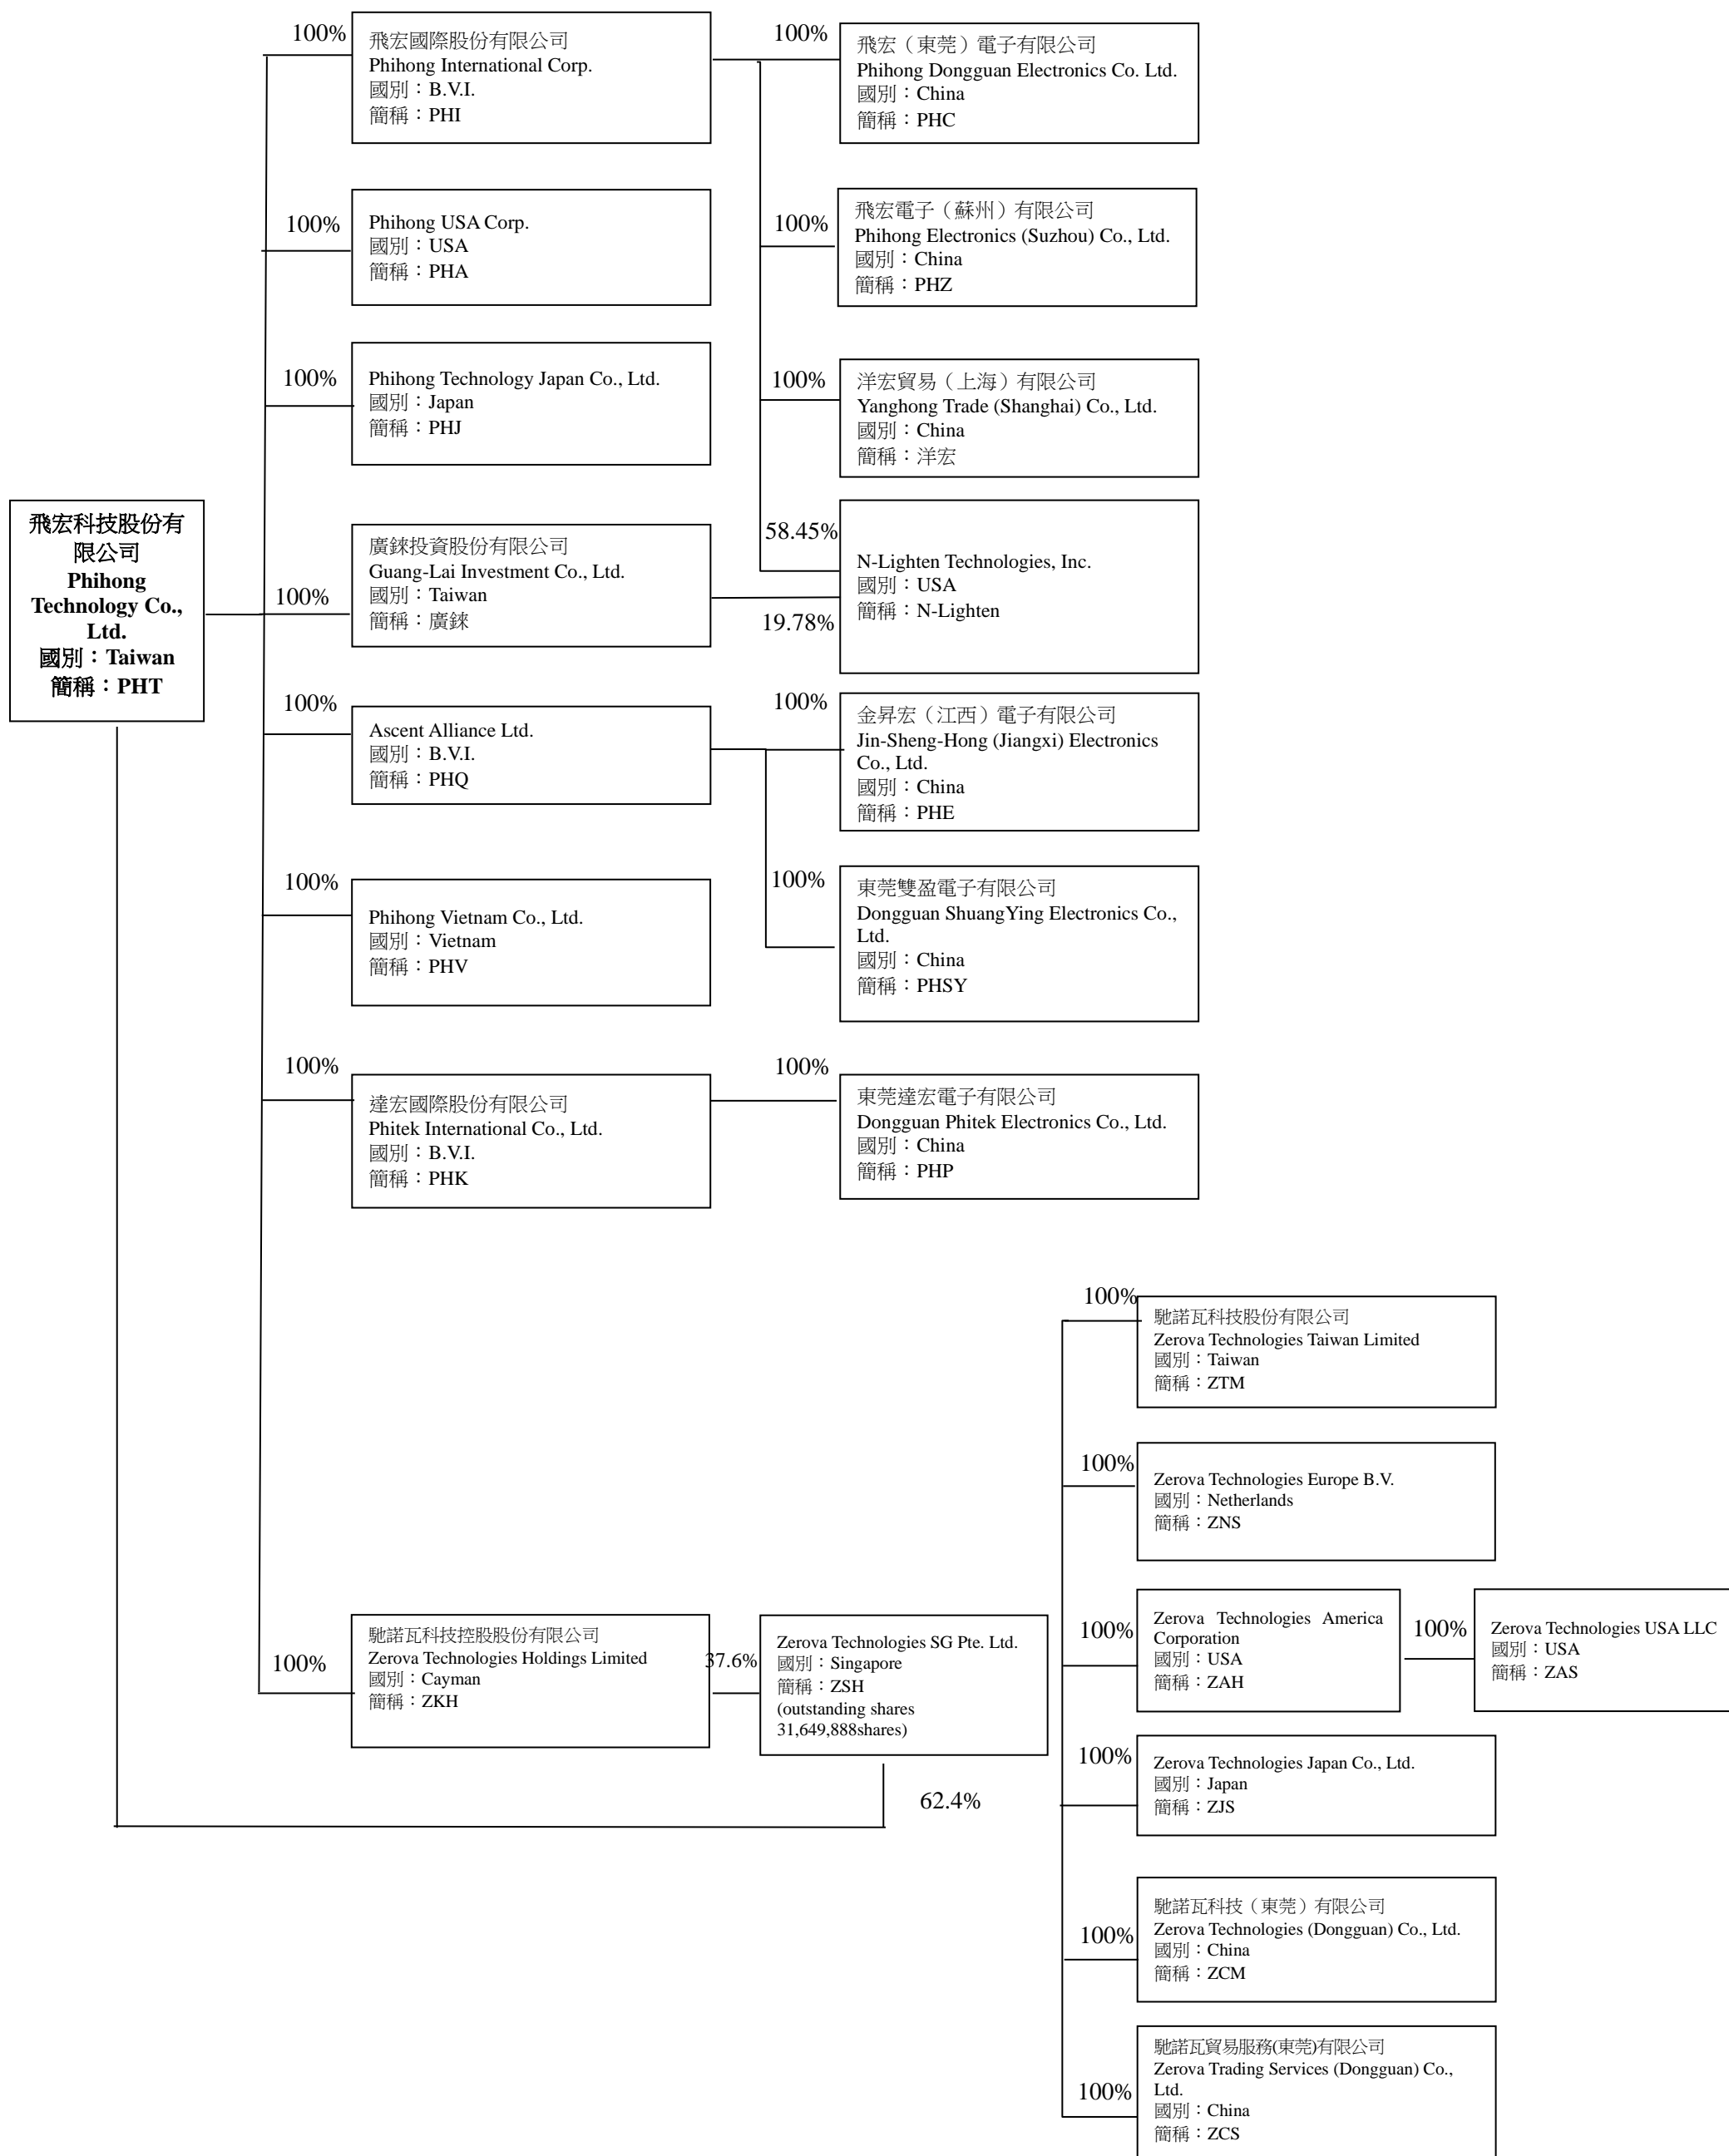 100%
飛宏國際股份有限公司
Phihong International Corp.
國別：B.V.I.
簡稱：PHI
100%
飛宏（東莞）電子有限公司
Phihong Dongguan Electronics Co. Ltd.
國別：China
簡稱：PHC
100%
Phihong USA Corp.
國別：USA
簡稱：PHA
100%
飛宏電子（蘇州）有限公司
Phihong Electronics (Suzhou) Co., Ltd.
國別：China
簡稱：PHZ
100%
Phihong Technology Japan Co., Ltd.
國別：Japan
簡稱：PHJ
100%
洋宏貿易（上海）有限公司
Yanghong Trade (Shanghai) Co., Ltd.
國別：China
簡稱：洋宏
飛宏科技股份有
限公司
Phihong
Technology Co.,
Ltd.
國別：Taiwan
簡稱：PHT
100%
廣錸投資股份有限公司
Guang-Lai Investment Co., Ltd.
國別：Taiwan
簡稱：廣錸
58.45%
19.78%
N-Lighten Technologies, Inc.
國別：USA
簡稱：N-Lighten
100%
Ascent Alliance Ltd.
國別：B.V.I.
簡稱：PHQ
100%
金昇宏（江西）電子有限公司
Jin-Sheng-Hong (Jiangxi) Electronics
Co., Ltd.
國別：China
簡稱：PHE
100%
Phihong Vietnam Co., Ltd.
國別：Vietnam
簡稱：PHV
100%
東莞雙盈電子有限公司
Dongguan ShuangYing Electronics Co.,
Ltd.
國別：China
簡稱：PHSY
100%
達宏國際股份有限公司
Phitek International Co., Ltd.
國別：B.V.I.
簡稱：PHK
100%
東莞達宏電子有限公司
Dongguan Phitek Electronics Co., Ltd.
國別：China
簡稱：PHP
100%
馳諾瓦科技股份有限公司
Zerova Technologies Taiwan Limited
國別：Taiwan
簡稱：ZTM
100%
Zerova Technologies Europe B.V.
國別：Netherlands
簡稱：ZNS
100%
馳諾瓦科技控股股份有限公司
Zerova Technologies Holdings Limited
國別：Cayman
簡稱：ZKH
37.6%
Zerova Technologies SG Pte. Ltd.
國別：Singapore
簡稱：ZSH
(outstanding shares
31,649,888shares)
62.4%
100%
Zerova Technologies America
Corporation
國別：USA
簡稱：ZAH
100%
Zerova Technologies USA LLC
國別：USA
簡稱：ZAS
100%
Zerova Technologies Japan Co., Ltd.
國別：Japan
簡稱：ZJS
100%
馳諾瓦科技（東莞）有限公司
Zerova Technologies (Dongguan) Co., Ltd.
國別：China
簡稱：ZCM
100%
馳諾瓦貿易服務(東莞)有限公司
Zerova Trading Services (Dongguan) Co.,
Ltd.
國別：China
簡稱：ZCS